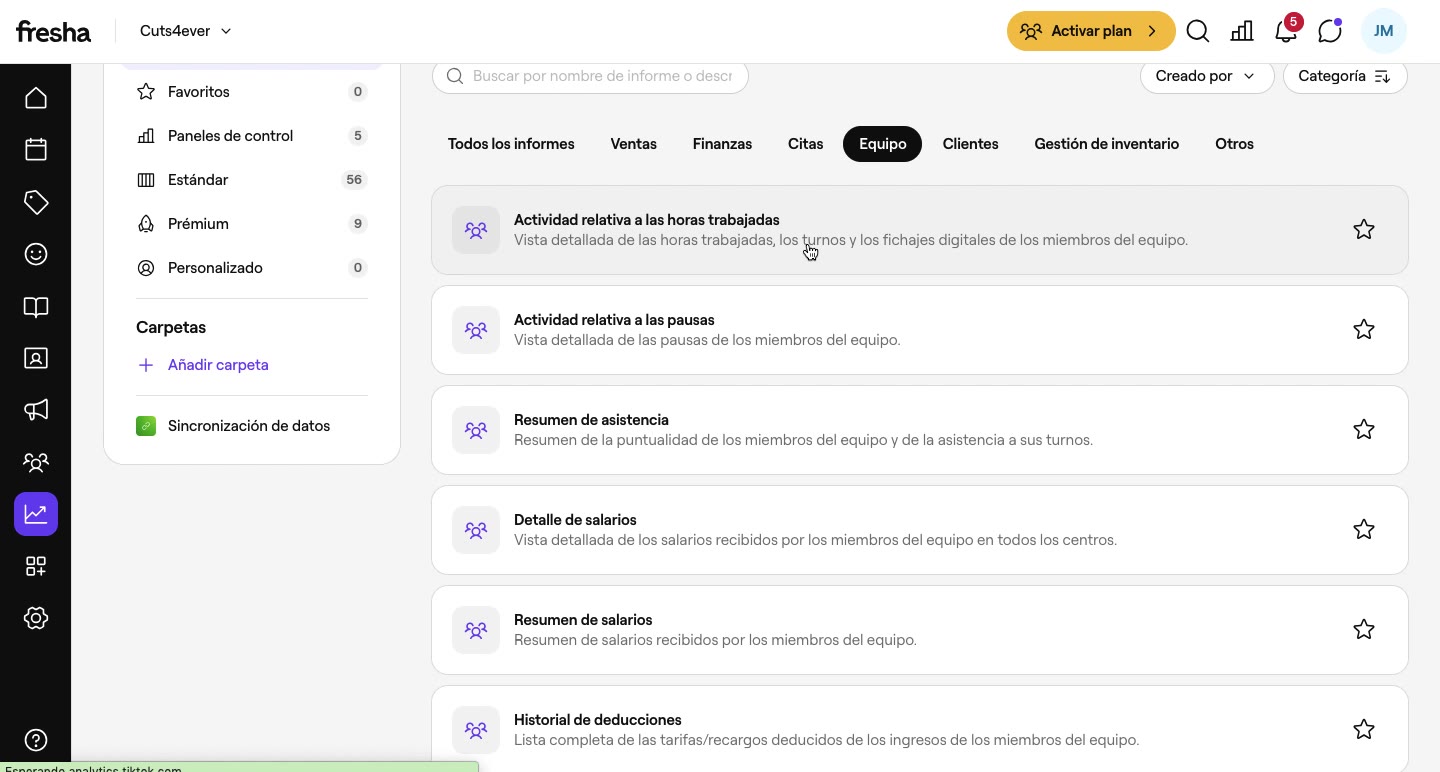 fresha
Cuts4ever
Activar plan
5
JM
Favoritos
0
Paneles de control
5
Estándar
56
Prémium
9
Personalizado
0
Carpetas
Añadir carpeta
Sincronización de datos
Buscar por nombre de informe o descr
Creado por
Categoría
Todos los informes
Ventas
Finanzas
Citas
Equipo
Clientes
Gestión de inventario
Otros
Actividad relativa a las horas trabajadas
Vista detallada de las horas trabajadas, los turnos y los fichajes digitales de los miembros del equipo.
Actividad relativa a las pausas
Vista detallada de las pausas de los miembros del equipo.
Resumen de asistencia
Resumen de la puntualidad de los miembros del equipo y de la asistencia a sus turnos.
Detalle de salarios
Vista detallada de los salarios recibidos por los miembros del equipo en todos los centros.
Resumen de salarios
Resumen de salarios recibidos por los miembros del equipo.
Historial de deducciones
Lista completa de las tarifas/recargos deducidos de los ingresos de los miembros del equipo.
Esperando analytics.tiktok.com